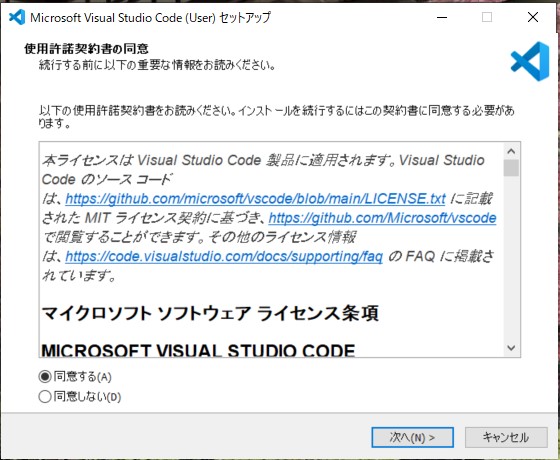 Microsoft Visual Studio Code (User) セットアップ
使用許諾契約書の同意
続行する前に以下の重要な情報をお読みください。
以下の使用許諾契約書をお読みください。インストールを続行するにはこの契約書に同意する必要があ
ります。
本ライセンスは Visual Studio Code 製品に適用されます。Visual Studio
Code のソース コード
は、https://github.com/microsoft/vscode/blob/main/LICENSE.txt に記載
された MIT ライセンス契約に基づき、https://github.com/Microsoft/vscode
で閲覧することができます。その他のライセンス情報
は、https://code.visualstudio.com/docs/supporting/faq の FAQ に掲載さ
れています。
マイクロソフト ソフトウェア ライセンス条項
MICROSOFT VISUAL STUDIO CODE
同意する(A)
同意しない(D)
次へ(N) >
キャンセル